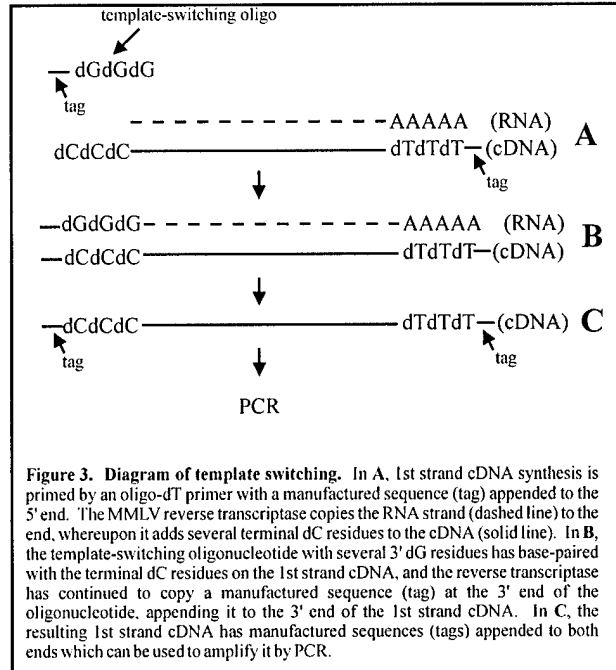 template-switching oligo
dGdGdG
tag
AAAAA (RNA)
A
dCdCdC dTdTdT (cDNA)
tag
dGdGdG AAAAA (RNA)
B
dCdCdC dTdTdT (cDNA)
dCdCdC dTdTdT (cDNA) C
tag tag
PCR
Figure 3. Diagram of template switching. In A, 1st strand cDNA synthesis is
primed by an oligo-dT primer with a manufactured sequence (tag) appended to the
5' end. The MMLV reverse transcriptase copies the RNA strand (dashed line) to the
end, whereupon it adds several terminal dC residues to the cDNA (solid line). In B,
the template-switching oligonucleotide with several 3' dG residues has base-paired
with the terminal dC residues on the 1st strand cDNA, and the reverse transcriptase
has continued to copy a manufactured sequence (tag) at the 3' end of the
oligonucleotide, appending it to the 3' end of the 1st strand cDNA. In C, the
resulting 1st strand cDNA has manufactured sequences (tags) appended to both
ends which can be used to amplify it by PCR.